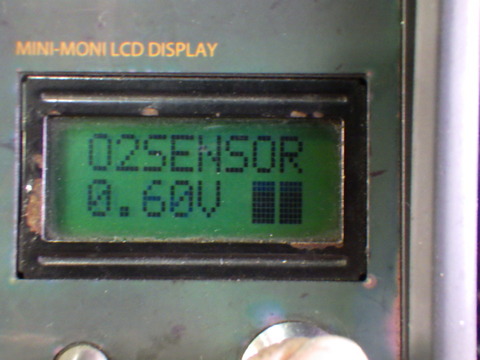 MINI-MONI LCD DISPLAY
O2SENSOR
0.60V